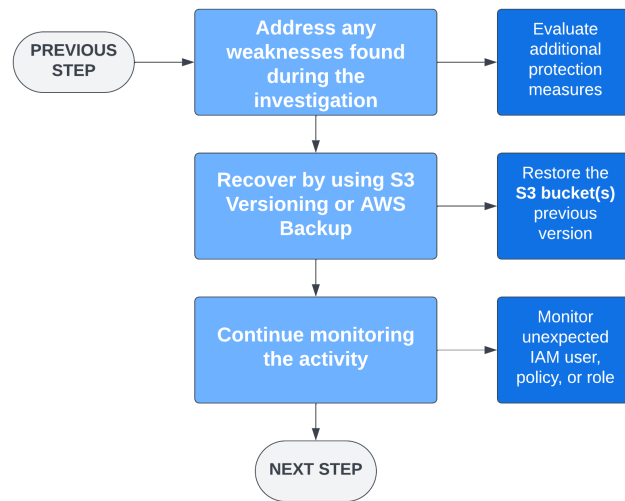 PREVIOUS
STEP
Address any
weaknesses found
during the
investigation
Evaluate
additional
protection
measures
Recover by using S3
Versioning or AWS
Backup
Restore the
S3 bucket(s)
previous
version
Continue monitoring
the activity
Monitor
unexpected
IAM user,
policy, or role
NEXT STEP